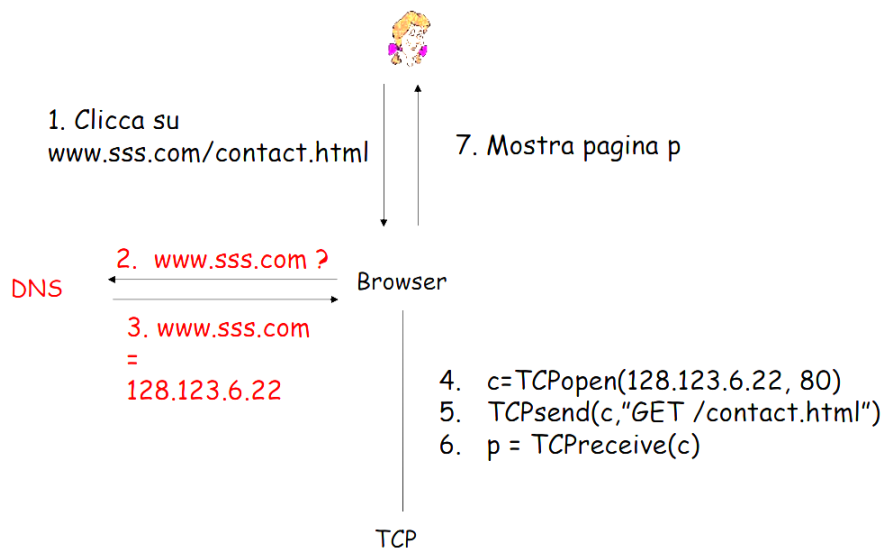 1. Clicca su
www.sss.com/contact.html
7. Mostra pagina p
2. www.sss.com ?
DNS
Browser
3. www.sss.com
=
128.123.6.22
4. c=TCPopen(128.123.6.22, 80)
5. TCPsend(c,"GET /contact.html")
6. p = TCPreceive(c)
TCP